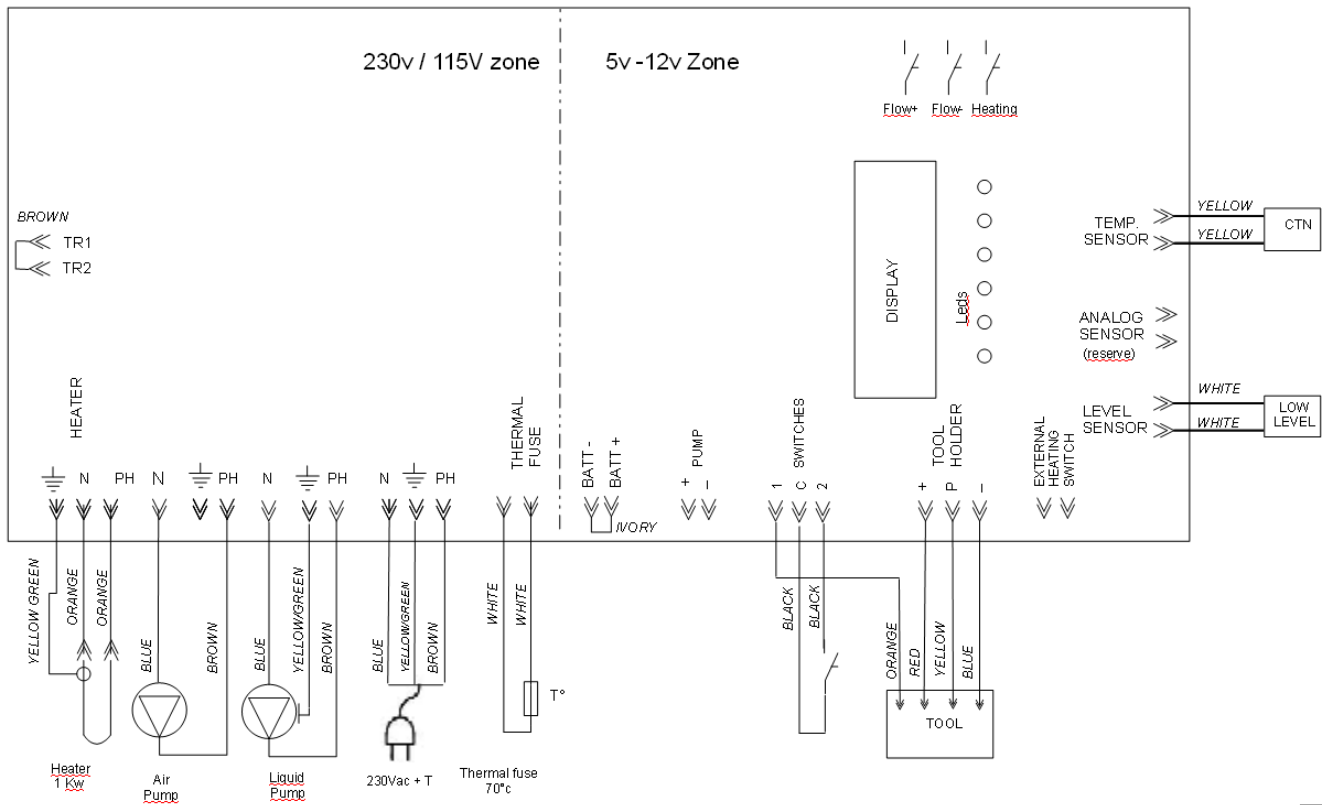 230v / 115V zone
5v -12v Zone
Flow+
Flow-
Heating
BROWN
TR1
TR2
DISPLAY
Leds
TEMP.
SENSOR
YELLOW
YELLOW
CTN
ANALOG
SENSOR
(reserve)
LEVEL
SENSOR
WHITE
WHITE
LOW
LEVEL
HEATER
THERMAL
FUSE
BATT -
BATT +
+
PUMP
–
SWITCHES
1
C
2
TOOL
HOLDER
+
P
–
EXTERNAL
HEATING
SWITCH
N
PH
N
PH
N
PH
N
PH
IVORY
YELLOW GREEN
ORANGE
ORANGE
BLUE
BROWN
BLUE
YELLOW/GREEN
BROWN
BLUE
YELLOW/GREEN
BROWN
WHITE
WHITE
BLACK
BLACK
ORANGE
RED
YELLOW
BLUE
T°
TOOL
Heater
1 Kw
Air
Pump
Liquid
Pump
230Vac + T
Thermal fuse
70°c